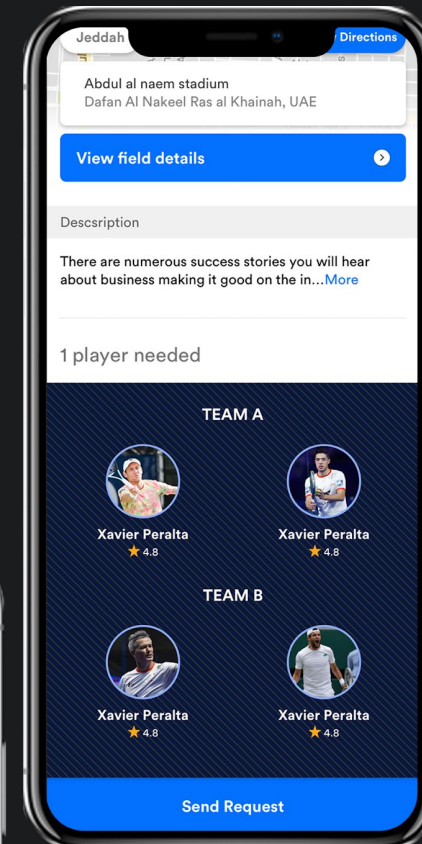 Jeddah
Directions
Abdul al naem stadium
Dafan Al Nakeel Ras al Khainah, UAE
View field details
Descsription
There are numerous success stories you will hear
about business making it good on the in...More
1 player needed
TEAM A
Xavier Peralta Xavier Peralta
4.8 4.8
TEAM B
Xavier Peralta Xavier Peralta
4.8 4.8
Send Request